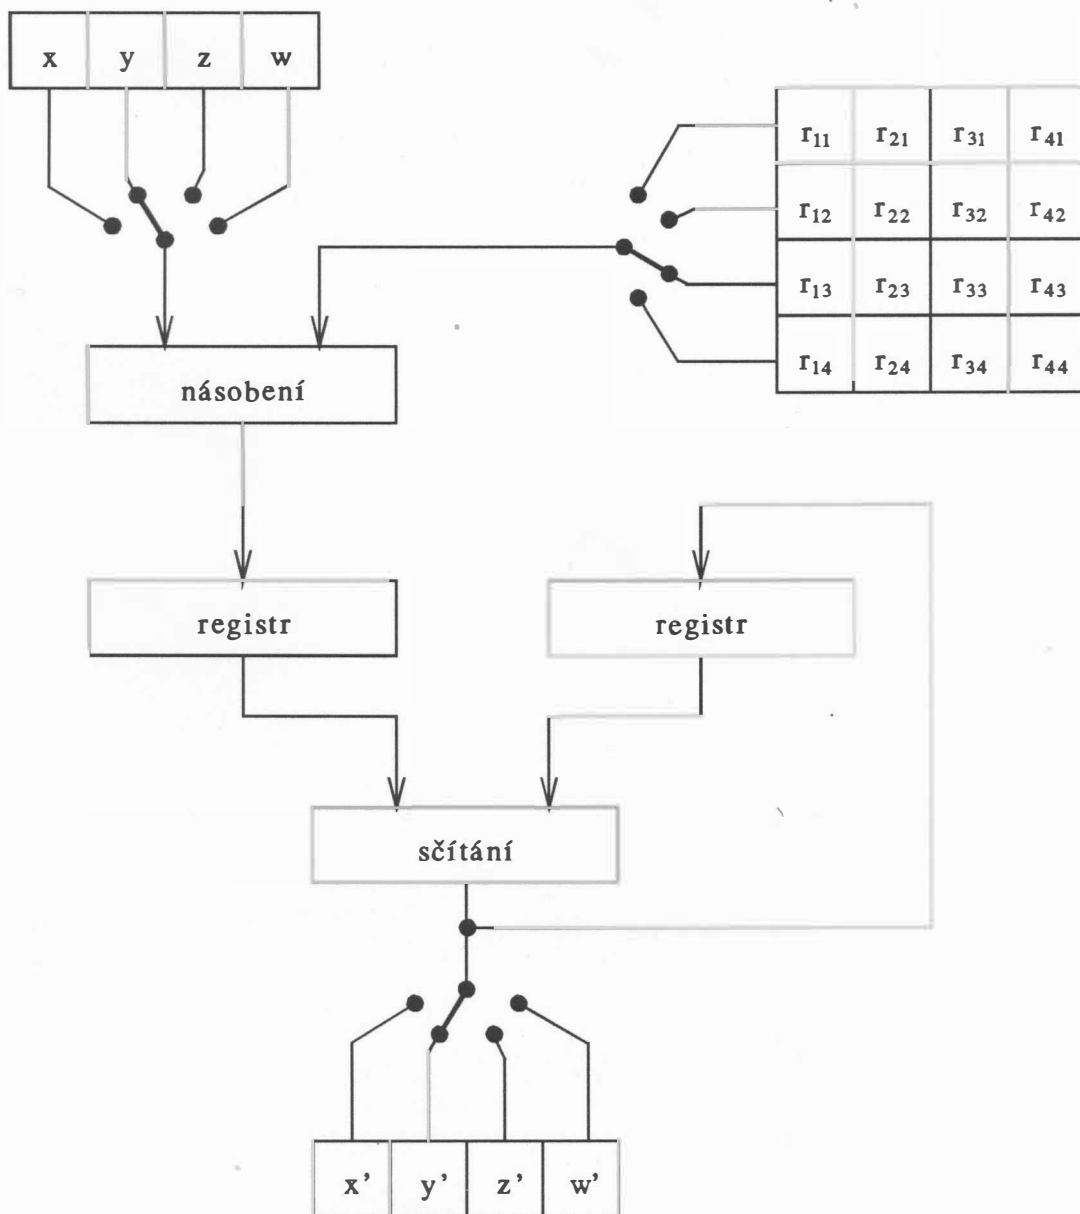 x y z w
r11 r21 r31 r41
r12 r22 r32 r42
r13 r23 r33 r43
r14 r24 r34 r44
násobení
registr registr
sčítání
x' y' z' w'